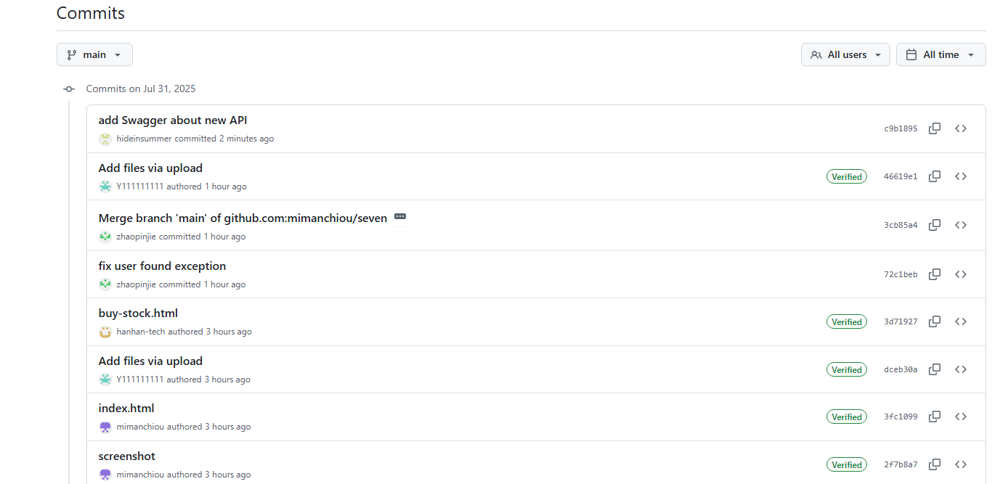 Commits
main
All users
All time
Commits on Jul 31, 2025
add Swagger about new API
hideinsummer committed 2 minutes ago
c9b1895
Add files via upload
Y111111111 authored 1 hour ago
Verified
46619e1
Merge branch 'main' of github.com:mimanchiou/seven
zhaopinjie committed 1 hour ago
3cb85a4
fix user found exception
zhaopinjie committed 1 hour ago
72c1beb
buy-stock.html
hanhan-tech authored 3 hours ago
Verified
3d71927
Add files via upload
Y111111111 authored 3 hours ago
Verified
dceb30a
index.html
mimanchiou authored 3 hours ago
Verified
3fc1099
screenshot
mimanchiou authored 3 hours ago
Verified
2f7b8a7